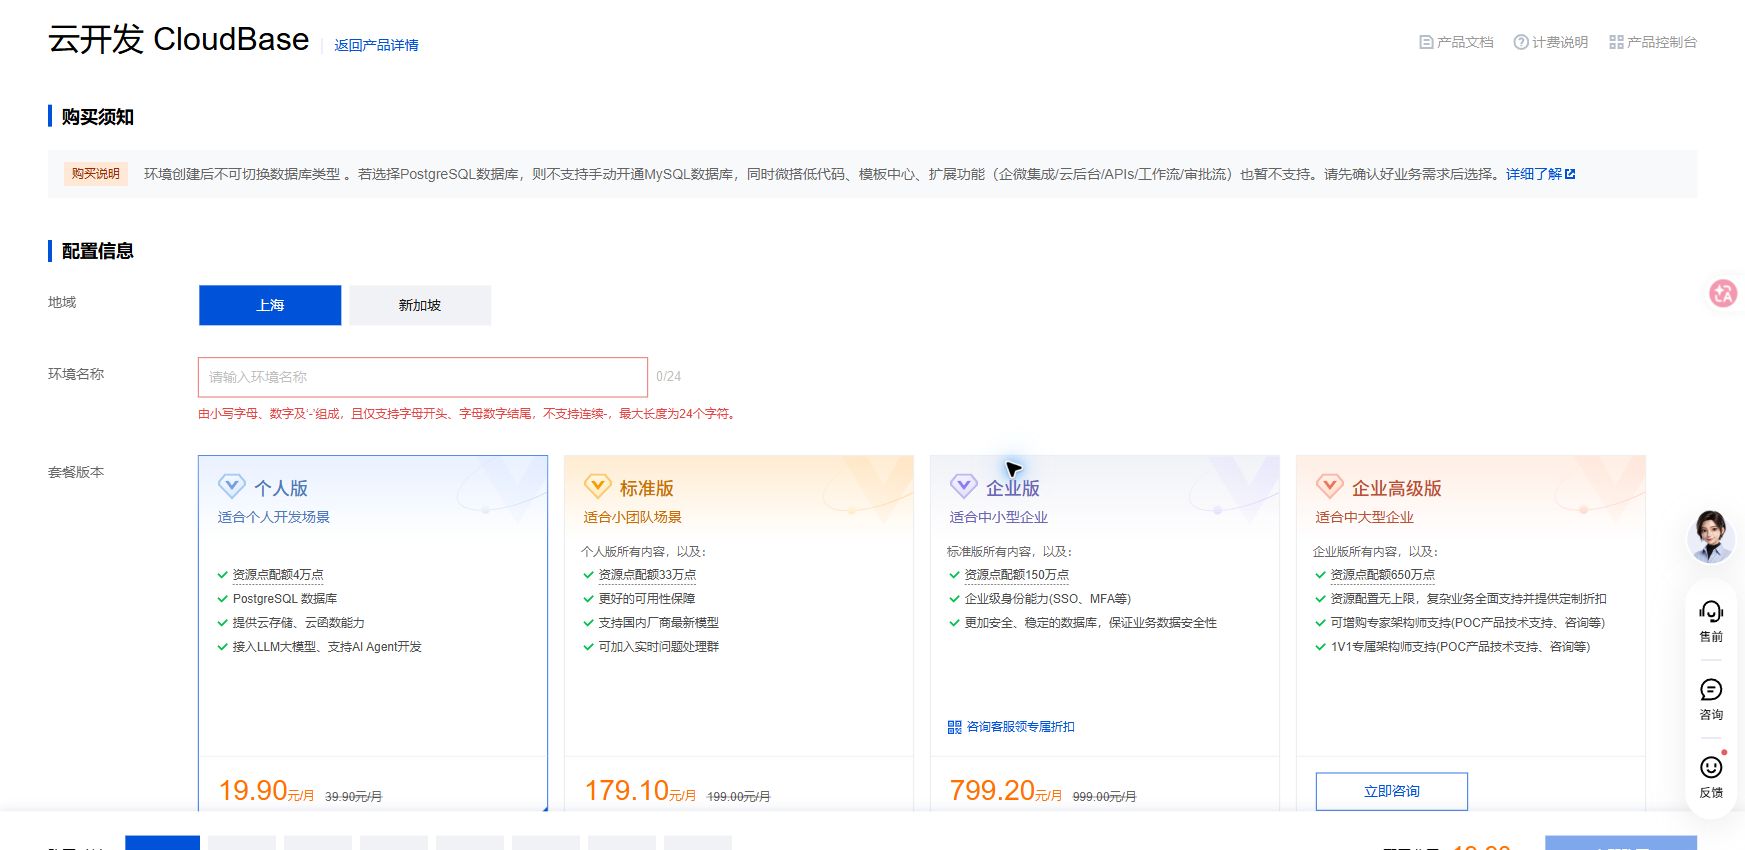 云开发 CloudBase
返回产品详情
产品文档
计费说明
产品控制台
购买须知
购买说明
环境创建后不可切换数据库类型 。若选择PostgreSQL数据库，则不支持手动开通MySQL数据库，同时微搭低代码、模板中心、扩展功能（企微集成/云后台/APIs/工作流/审批流）也暂不支持。请先确认好业务需求后选择。详细了解
配置信息
地域
上海
新加坡
环境名称
请输入环境名称
0/24
由小写字母、数字及'-'组成，且仅支持字母开头、字母数字结尾，不支持连续-，最大长度为24个字符。
套餐版本
个人版
适合个人开发场景
资源点配额4万点
PostgreSQL 数据库
提供云存储、云函数能力
接入LLM大模型、支持AI Agent开发
19.90元/月 39.90元/月
标准版
适合小团队场景
个人版所有内容，以及：
资源点配额33万点
更好的可用性保障
支持国内厂商最新模型
可加入实时问题处理群
179.10元/月 199.00元/月
企业版
适合中小型企业
标准版所有内容，以及：
资源点配额150万点
企业级身份能力(SSO、MFA等)
更加安全、稳定的数据库，保证业务数据安全性
咨询客服领专属折扣
799.20元/月 999.00元/月
企业高级版
适合中大型企业
企业版所有内容，以及：
资源点配额650万点
资源配置无上限，复杂业务全面支持并提供定制折扣
可增购专家架构师支持(POC产品技术支持、咨询等)
1V1专属架构师支持(POC产品技术支持、咨询等)
立即咨询
售前
咨询
反馈